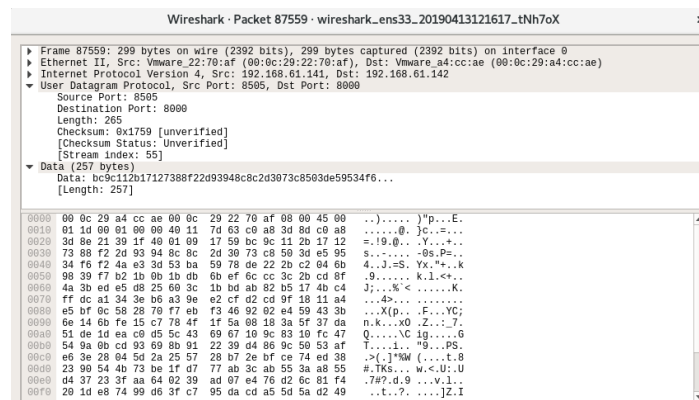 Wireshark · Packet 87559 · wireshark_ens33_20190413121617_tNh7oX
Frame 87559: 299 bytes on wire (2392 bits), 299 bytes captured (2392 bits) on interface 0
Ethernet II, Src: Vmware_22:70:af (00:0c:29:22:70:af), Dst: Vmware_a4:cc:ae (00:0c:29:a4:cc:ae)
Internet Protocol Version 4, Src: 192.168.61.141, Dst: 192.168.61.142
User Datagram Protocol, Src Port: 8505, Dst Port: 8000
Source Port: 8505
Destination Port: 8000
Length: 265
Checksum: 0x1759 [unverified]
[Checksum Status: Unverified]
[Stream index: 55]
Data (257 bytes)
Data: bc9c112b17127388f22d93948c8c2d3073c8503de59534f6...
[Length: 257]
0000 00 0c 29 a4 cc ae 00 0c 29 22 70 af 08 00 45 00 ..)..... )"p...E.
0010 01 1d 00 01 00 00 40 11 7d 63 c0 a8 3d 8d c0 a8 ......@. }c..=...
0020 3d 8e 21 39 1f 40 01 09 17 59 bc 9c 11 2b 17 12 =.!9.@.. .Y...+..
0030 73 88 f2 2d 93 94 8c 8c 2d 30 73 c8 50 3d e5 95 s..-.... -0s.P=..
0040 34 f6 f2 4a e3 3d 53 ba 59 78 de 22 2b c2 04 6b 4..J.=S. Yx."+..k
0050 98 39 f7 b2 1b 0b 1b db 6b ef 6c cc 3c 2b cd 8f .9...... k.l.<+..
0060 4a 3b ed e5 d8 25 60 3c 1b bd ab 82 b5 17 4b c4 J;...%`< ......K.
0070 ff dc a1 34 3e b6 a3 9e e2 cf d2 cd 9f 18 11 a4 ...4>... ........
0080 e5 bf 0c 58 28 70 f7 eb f3 46 92 02 e4 59 43 3b ...X(p.. .F...YC;
0090 6e 14 6b fe 15 c7 78 4f 1f 5a 08 18 3a 5f 37 da n.k...xO .Z..:_7.
00a0 51 de 1d ea c0 d5 5c 43 69 67 10 9c 83 10 fc 47 Q.....\C ig.....G
00b0 54 9a 0b cd 93 69 8b 91 22 39 d4 86 9c 50 53 af T....i.. "9...PS.
00c0 e6 3e 28 04 5d 2a 25 57 28 b7 2e bf ce 74 ed 38 .>(.]*%W (....t.8
00d0 23 90 54 4b 73 be 1f d7 77 ab 3c ab 55 3a a8 55 #.TKs... w.<.U:.U
00e0 d4 37 23 3f aa 64 02 39 ad 07 e4 76 d2 6c 81 f4 .7#?.d.9 ...v.l..
00f0 20 1d e8 74 99 d6 3f c7 95 da cd a5 5d 5a d2 49 ..t..?. ....]Z.I